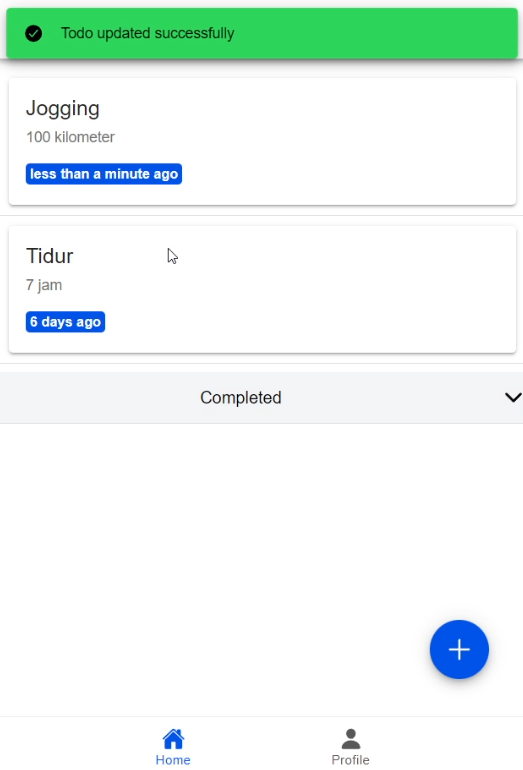 Todo updated successfully
Jogging
100 kilometer
less than a minute ago
Tidur
7 jam
6 days ago
Completed
Home
Profile